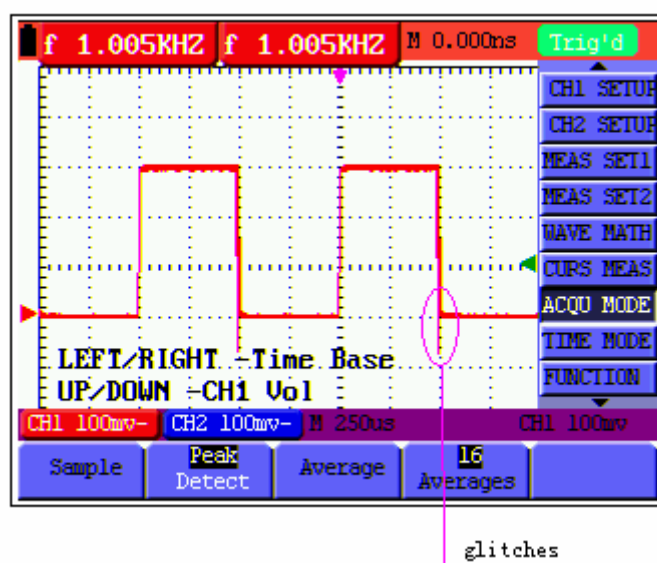 f 1.005KHZ f 1.005KHZ M 0.000ns Trig'd
CH1 SETUP
CH2 SETUP
MEAS SET1
MEAS SET2
WAVE MATH
CURS MEAS
ACQU MODE
TIME MODE
FUNCTION
LEFT/RIGHT -Time Base
UP/DOWN -CH1 Vol
CH1 100mv- CH2 100mv- M 250us CH1 100mv
Sample Peak Detect Average 16 Averages
glitches